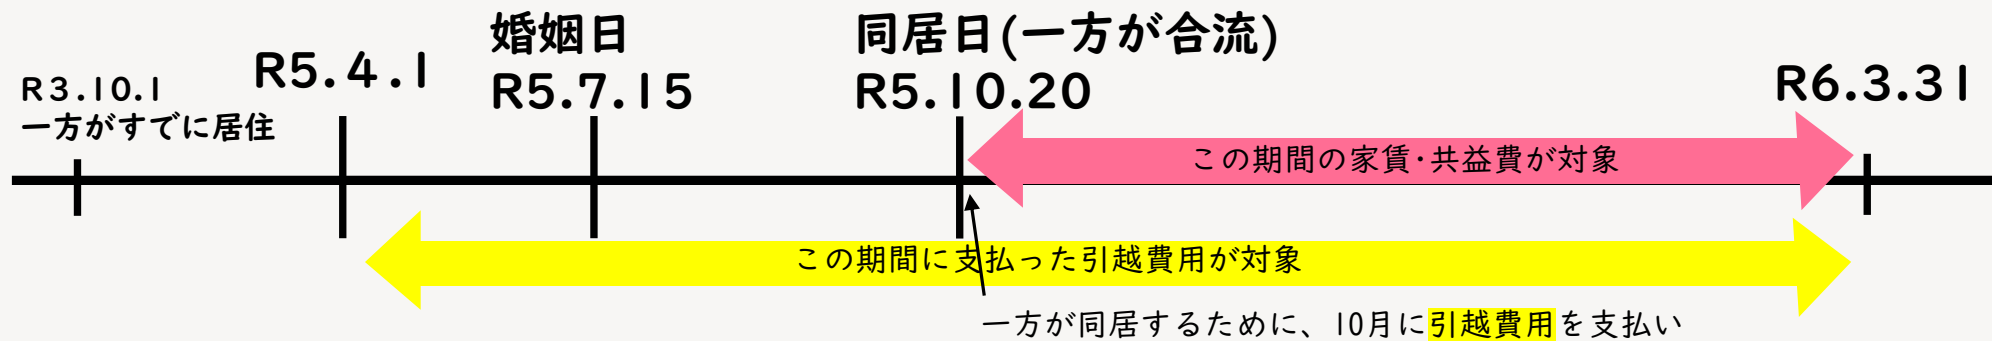 R3.10.1
一方がすでに居住
R5.4.1
婚姻日
R5.7.15
同居日(一方が合流)
R5.10.20
R6.3.31
この期間の家賃・共益費が対象
この期間に支払った引越費用が対象
一方が同居するために、10月に引越費用を支払い